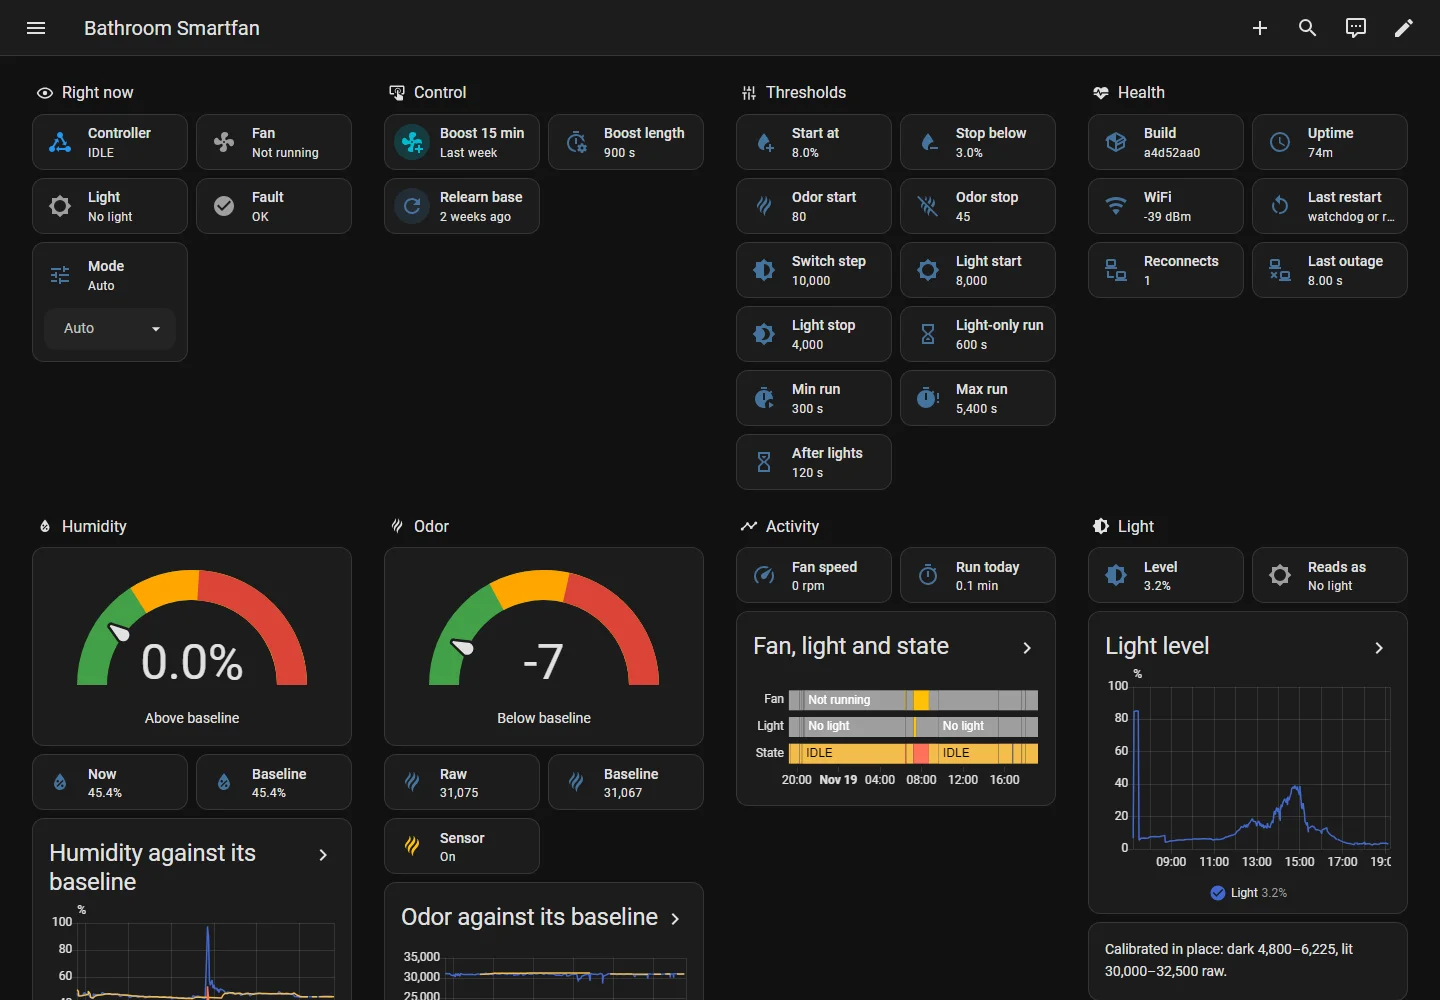 Bathroom Smartfan
Right now
Controller
IDLE
Fan
Not running
Light
No light
Fault
OK
Mode
Auto
Auto
Control
Boost 15 min
Last week
Boost length
900 s
Relearn base
2 weeks ago
Thresholds
Start at
8.0%
Stop below
3.0%
Odor start
80
Odor stop
45
Switch step
10,000
Light start
8,000
Light stop
4,000
Light-only run
600 s
Min run
300 s
Max run
5,400 s
After lights
120 s
Health
Build
a4d52aa0
Uptime
74m
WiFi
-39 dBm
Last restart
watchdog or r…
Reconnects
1
Last outage
8.00 s
Humidity
0.0%
Above baseline
Now
45.4%
Baseline
45.4%
Humidity against its
baseline
%
100
80
60
40
Odor
-7
Below baseline
Raw
31,075
Baseline
31,067
Sensor
On
Odor against its baseline
35,000
30,000
25,000
Activity
Fan speed
0 rpm
Run today
0.1 min
Fan, light and state
Fan Not running
Light No light No light
State IDLE IDLE
20:00 Nov 19 04:00 08:00 12:00 16:00
Light
Level
3.2%
Reads as
No light
Light level
%
100
80
60
40
20
0
09:00 11:00 13:00 15:00 17:00 19:0
Light 3.2%
Calibrated in place: dark 4,800–6,225, lit
30,000–32,500 raw.